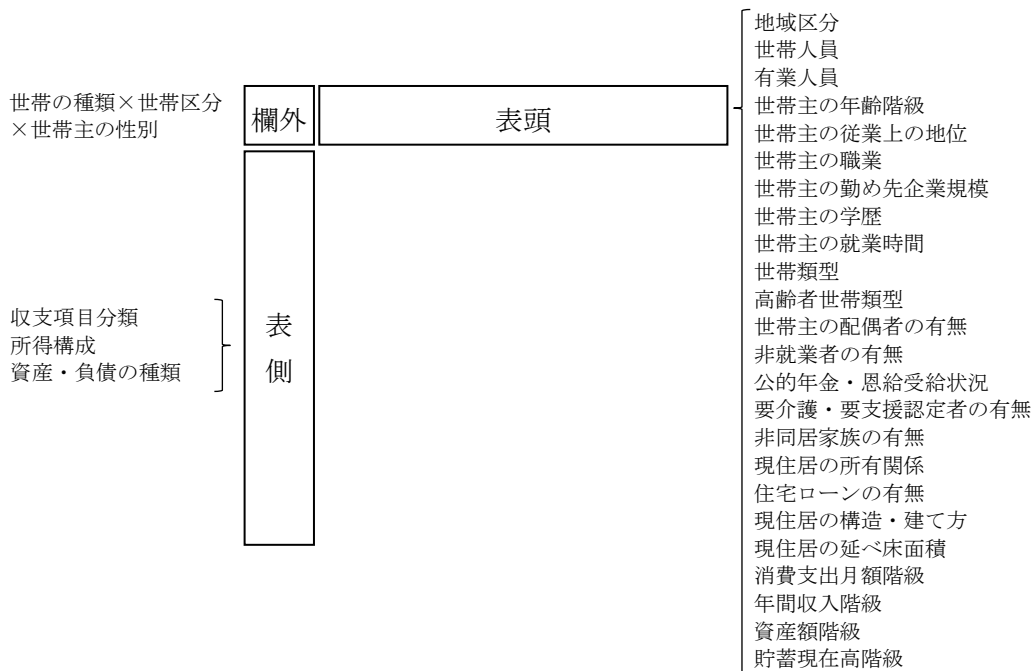 世帯の種類×世帯区分
×世帯主の性別
欄外
表頭
収支項目分類
所得構成
資産・負債の種類
表
側
地域区分
世帯人員
有業人員
世帯主の年齢階級
世帯主の従業上の地位
世帯主の職業
世帯主の勤め先企業規模
世帯主の学歴
世帯主の就業時間
世帯類型
高齢者世帯類型
世帯主の配偶者の有無
非就業者の有無
公的年金・恩給受給状況
要介護・要支援認定者の有無
非同居家族の有無
現住居の所有関係
住宅ローンの有無
現住居の構造・建て方
現住居の延べ床面積
消費支出月額階級
年間収入階級
資産額階級
貯蓄現在高階級